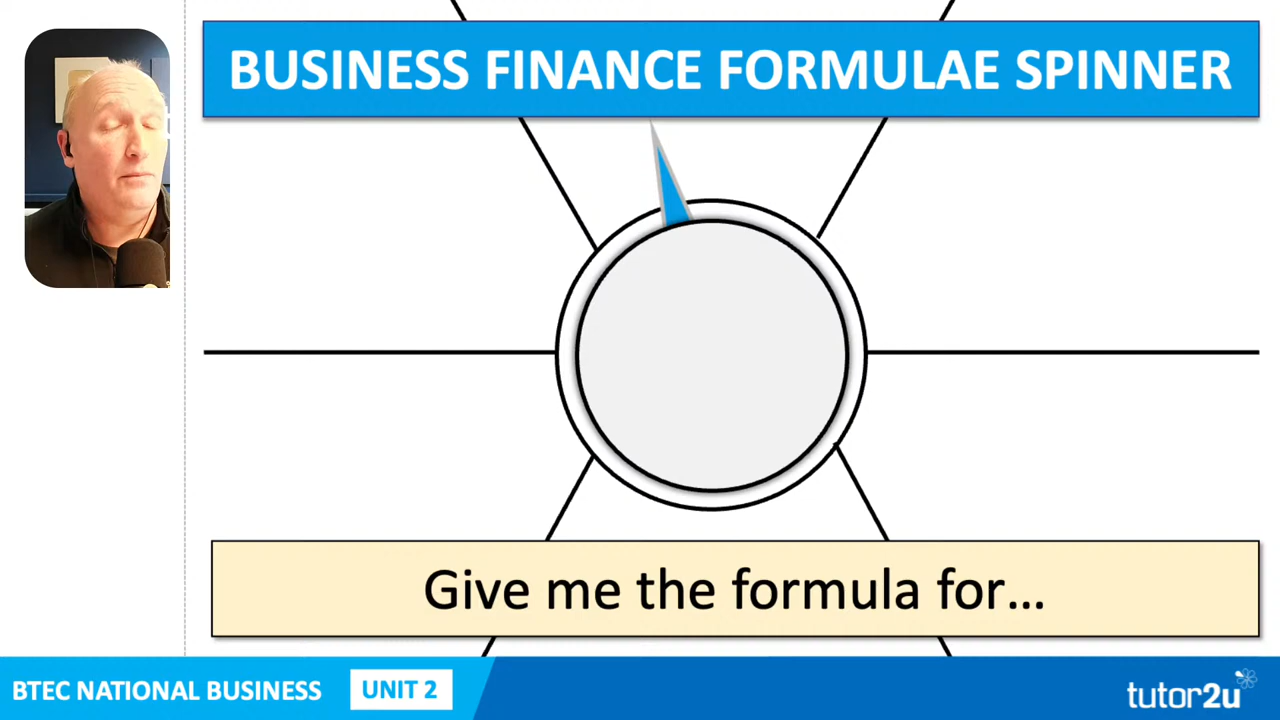 BUSINESS FINANCE FORMULAE SPINNER
Give me the formula for...
BTEC NATIONAL BUSINESS
UNIT 2
tutor2u